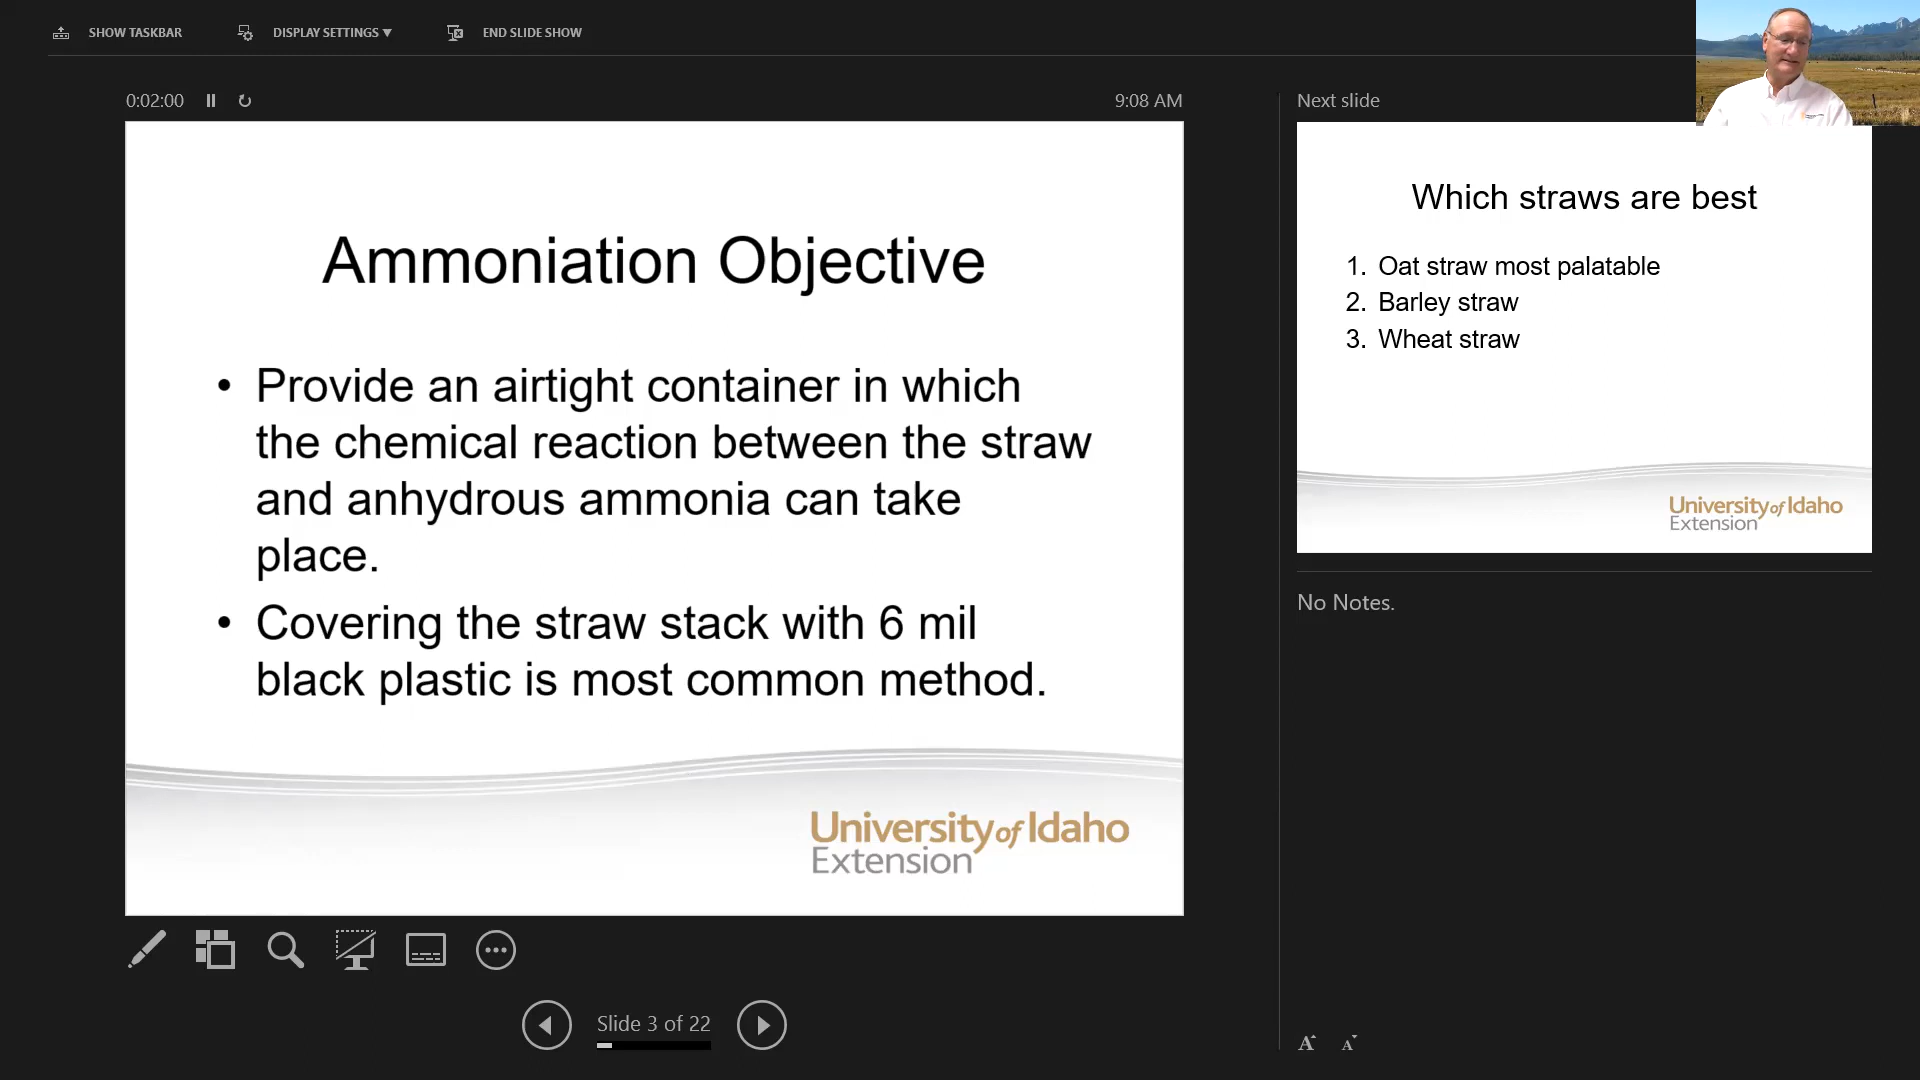 SHOW TASKBAR
DISPLAY SETTINGS ▼
END SLIDE SHOW
0:02:00
9:08 AM
Ammoniation Objective
• Provide an airtight container in which
the chemical reaction between the straw
and anhydrous ammonia can take
place.
• Covering the straw stack with 6 mil
black plastic is most common method.
University of Idaho
Extension
Slide 3 of 22
Next slide
Which straws are best
1. Oat straw most palatable
2. Barley straw
3. Wheat straw
University of Idaho
Extension
No Notes.
A A